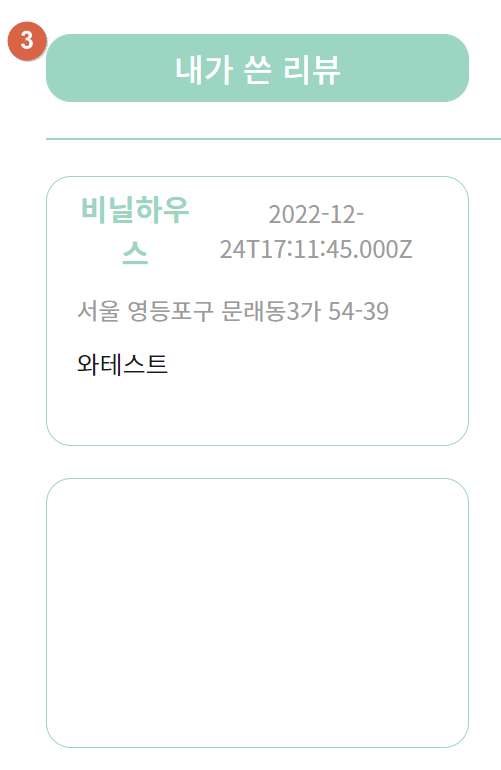 3
내가 쓴 리뷰
비닐하우
스
2022-12-
24T17:11:45.000Z
서울 영등포구 문래동3가 54-39
와테스트